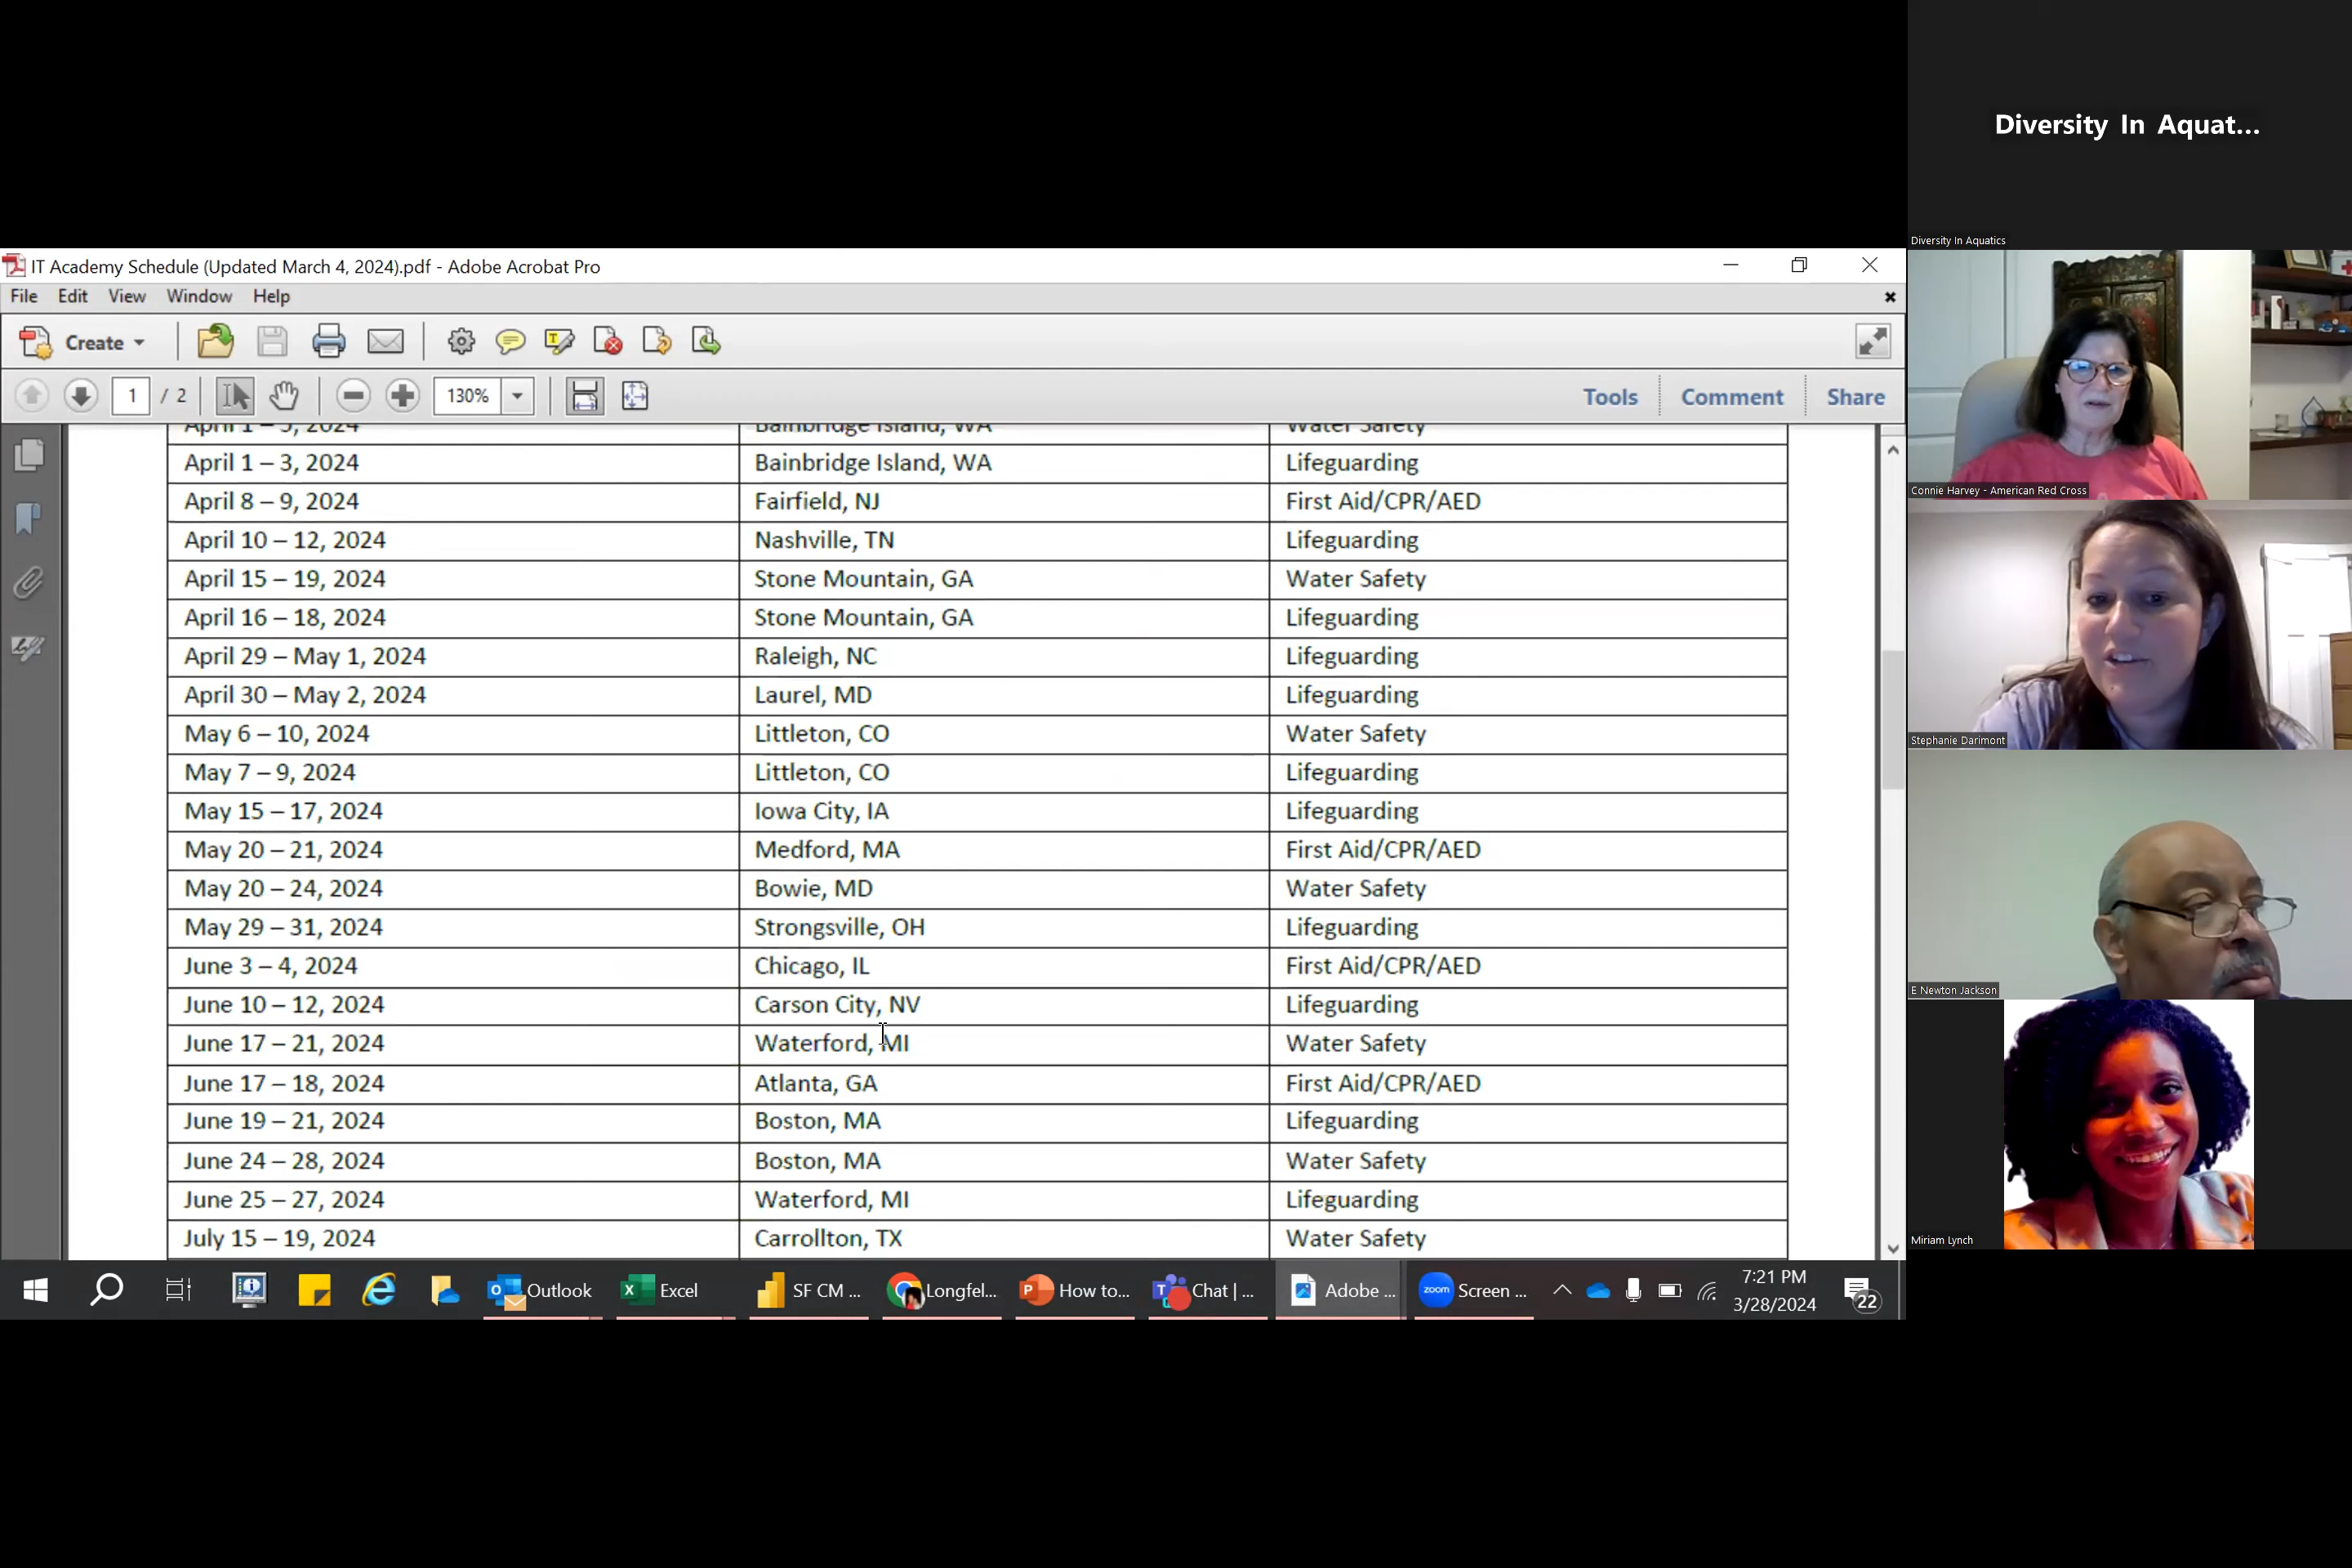 Diversity In Aquat...
Diversity In Aquatics
IT Academy Schedule (Updated March 4, 2024).pdf - Adobe Acrobat Pro
File Edit View Window Help
Create
1 / 2 130% Tools Comment Share
April 1 – 5, 2024 Bainbridge Island, WA Water Safety
April 1 – 3, 2024 Bainbridge Island, WA Lifeguarding
April 8 – 9, 2024 Fairfield, NJ First Aid/CPR/AED
April 10 – 12, 2024 Nashville, TN Lifeguarding
April 15 – 19, 2024 Stone Mountain, GA Water Safety
April 16 – 18, 2024 Stone Mountain, GA Lifeguarding
April 29 – May 1, 2024 Raleigh, NC Lifeguarding
April 30 – May 2, 2024 Laurel, MD Lifeguarding
May 6 – 10, 2024 Littleton, CO Water Safety
May 7 – 9, 2024 Littleton, CO Lifeguarding
May 15 – 17, 2024 Iowa City, IA Lifeguarding
May 20 – 21, 2024 Medford, MA First Aid/CPR/AED
May 20 – 24, 2024 Bowie, MD Water Safety
May 29 – 31, 2024 Strongsville, OH Lifeguarding
June 3 – 4, 2024 Chicago, IL First Aid/CPR/AED
June 10 – 12, 2024 Carson City, NV Lifeguarding
June 17 – 21, 2024 Waterford, MI Water Safety
June 17 – 18, 2024 Atlanta, GA First Aid/CPR/AED
June 19 – 21, 2024 Boston, MA Lifeguarding
June 24 – 28, 2024 Boston, MA Water Safety
June 25 – 27, 2024 Waterford, MI Lifeguarding
July 15 – 19, 2024 Carrollton, TX Water Safety
Connie Harvey - American Red Cross
Stephanie Darimont
E Newton Jackson
Miriam Lynch
Outlook Excel SF CM ... Longfel... How to... Chat | ... Adobe ... zoom Screen ... 7:21 PM
3/28/2024 22